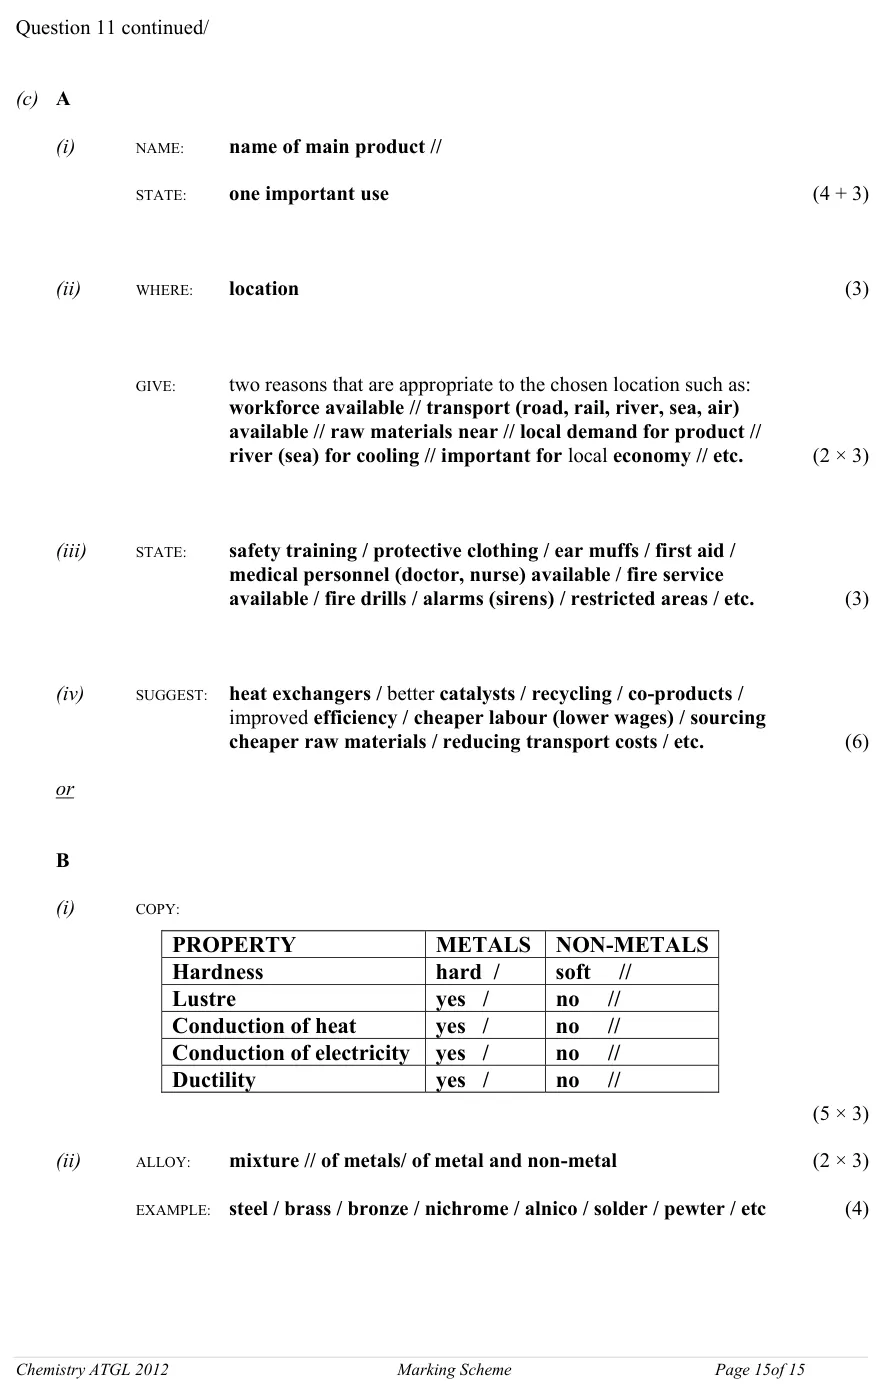 Question 11 continued/
(c) A
(i) NAME: name of main product //
STATE: one important use (4 + 3)
(ii) WHERE: location (3)
GIVE: two reasons that are appropriate to the chosen location such as:
workforce available // transport (road, rail, river, sea, air)
available // raw materials near // local demand for product //
river (sea) for cooling // important for local economy // etc. (2 × 3)
(iii) STATE: safety training / protective clothing / ear muffs / first aid /
medical personnel (doctor, nurse) available / fire service
available / fire drills / alarms (sirens) / restricted areas / etc. (3)
(iv) SUGGEST: heat exchangers / better catalysts / recycling / co-products /
improved efficiency / cheaper labour (lower wages) / sourcing
cheaper raw materials / reducing transport costs / etc. (6)
or
B
(i) COPY:
PROPERTY METALS NON-METALS
Hardness hard / soft //
Lustre yes / no //
Conduction of heat yes / no //
Conduction of electricity yes / no //
Ductility yes / no //
(5 × 3)
(ii) ALLOY: mixture // of metals/ of metal and non-metal (2 × 3)
EXAMPLE: steel / brass / bronze / nichrome / alnico / solder / pewter / etc (4)
Chemistry ATGL 2012 Marking Scheme Page 15of 15